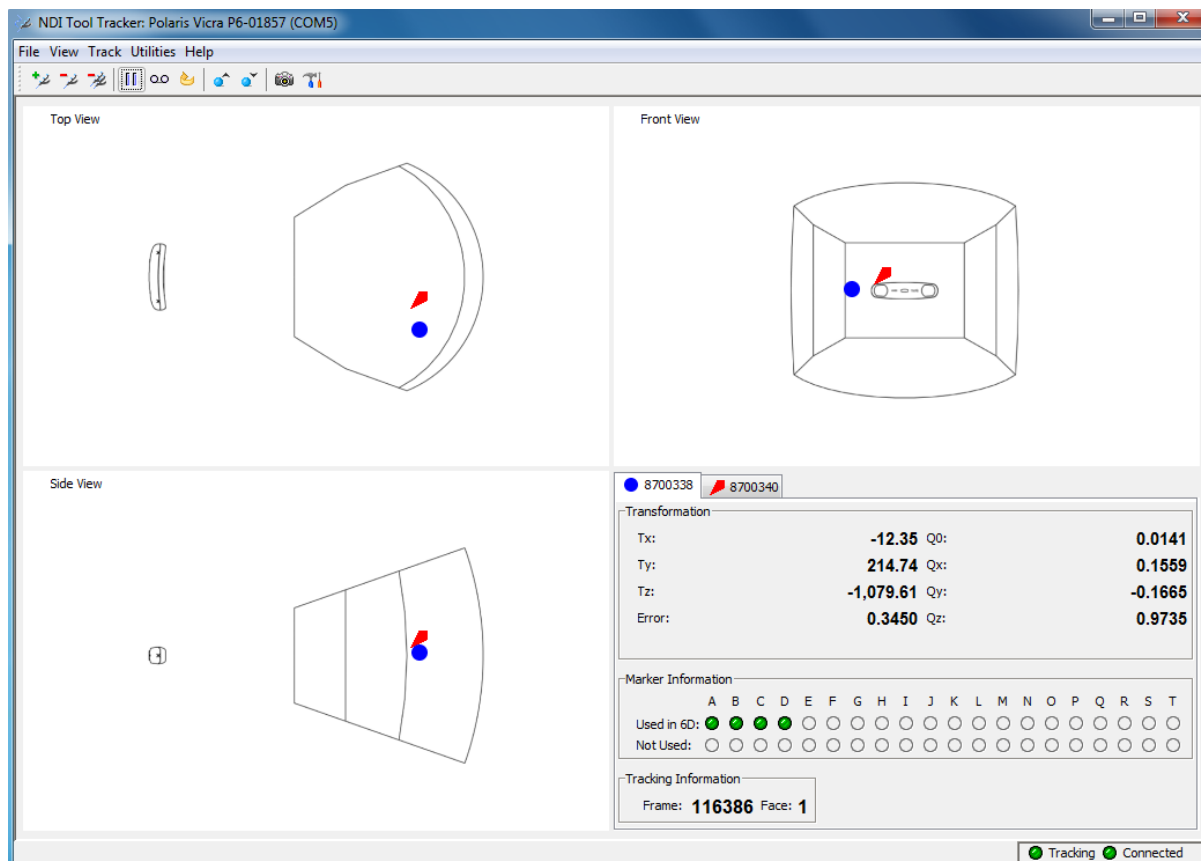 NDI Tool Tracker: Polaris Vicra P6-01857 (COM5)
File View Track Utilities Help
Top View
Front View
Side View
8700338 8700340
Transformation
Tx: -12.35 Q0: 0.0141
Ty: 214.74 Qx: 0.1559
Tz: -1,079.61 Qy: -0.1665
Error: 0.3450 Qz: 0.9735
Marker Information
A B C D E F G H I J K L M N O P Q R S T
Used in 6D:
Not Used:
Tracking Information
Frame: 116386 Face: 1
Tracking Connected